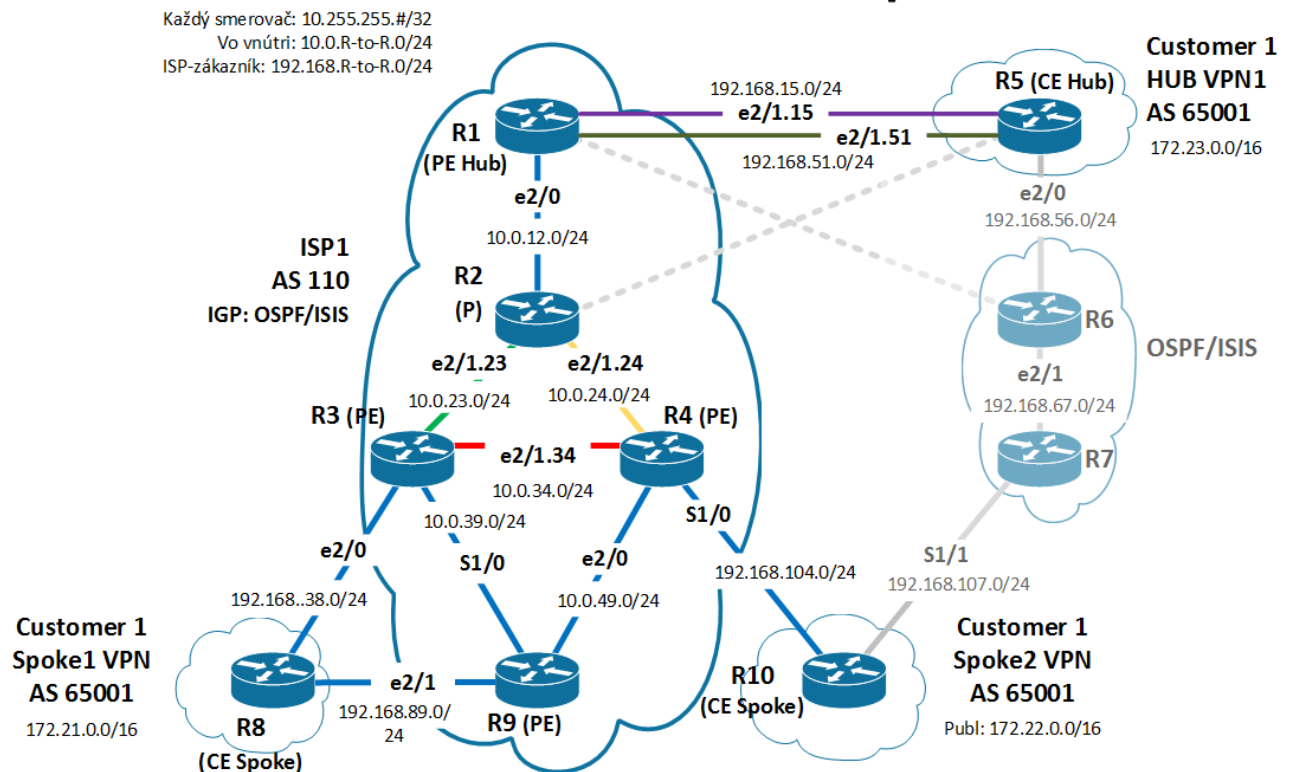 Každý smerovač: 10.255.255.#/32
Vo vnútri: 10.0.R-to-R.0/24
ISP-zákazník: 192.168.R-to-R.0/24
Customer 1
HUB VPN1
AS 65001
172.23.0.0/16
R5 (CE Hub)
192.168.15.0/24
e2/1.15
e2/1.51
192.168.51.0/24
R1
(PE Hub)
e2/0
10.0.12.0/24
e2/0
192.168.56.0/24
ISP1
AS 110
IGP: OSPF/ISIS
R2
(P)
R6
OSPF/ISIS
e2/1
192.168.67.0/24
R7
e2/1.23
10.0.23.0/24
e2/1.24
10.0.24.0/24
R3 (PE)
R4 (PE)
e2/1.34
10.0.34.0/24
10.0.39.0/24
S1/0
e2/0
S1/0
e2/0
S1/1
192.168.107.0/24
192.168.104.0/24
192.168..38.0/24
10.0.49.0/24
Customer 1
Spoke1 VPN
AS 65001
172.21.0.0/16
R8
(CE Spoke)
e2/1
192.168.89.0/
24
R9 (PE)
R10
(CE Spoke)
Customer 1
Spoke2 VPN
AS 65001
Publ: 172.22.0.0/16